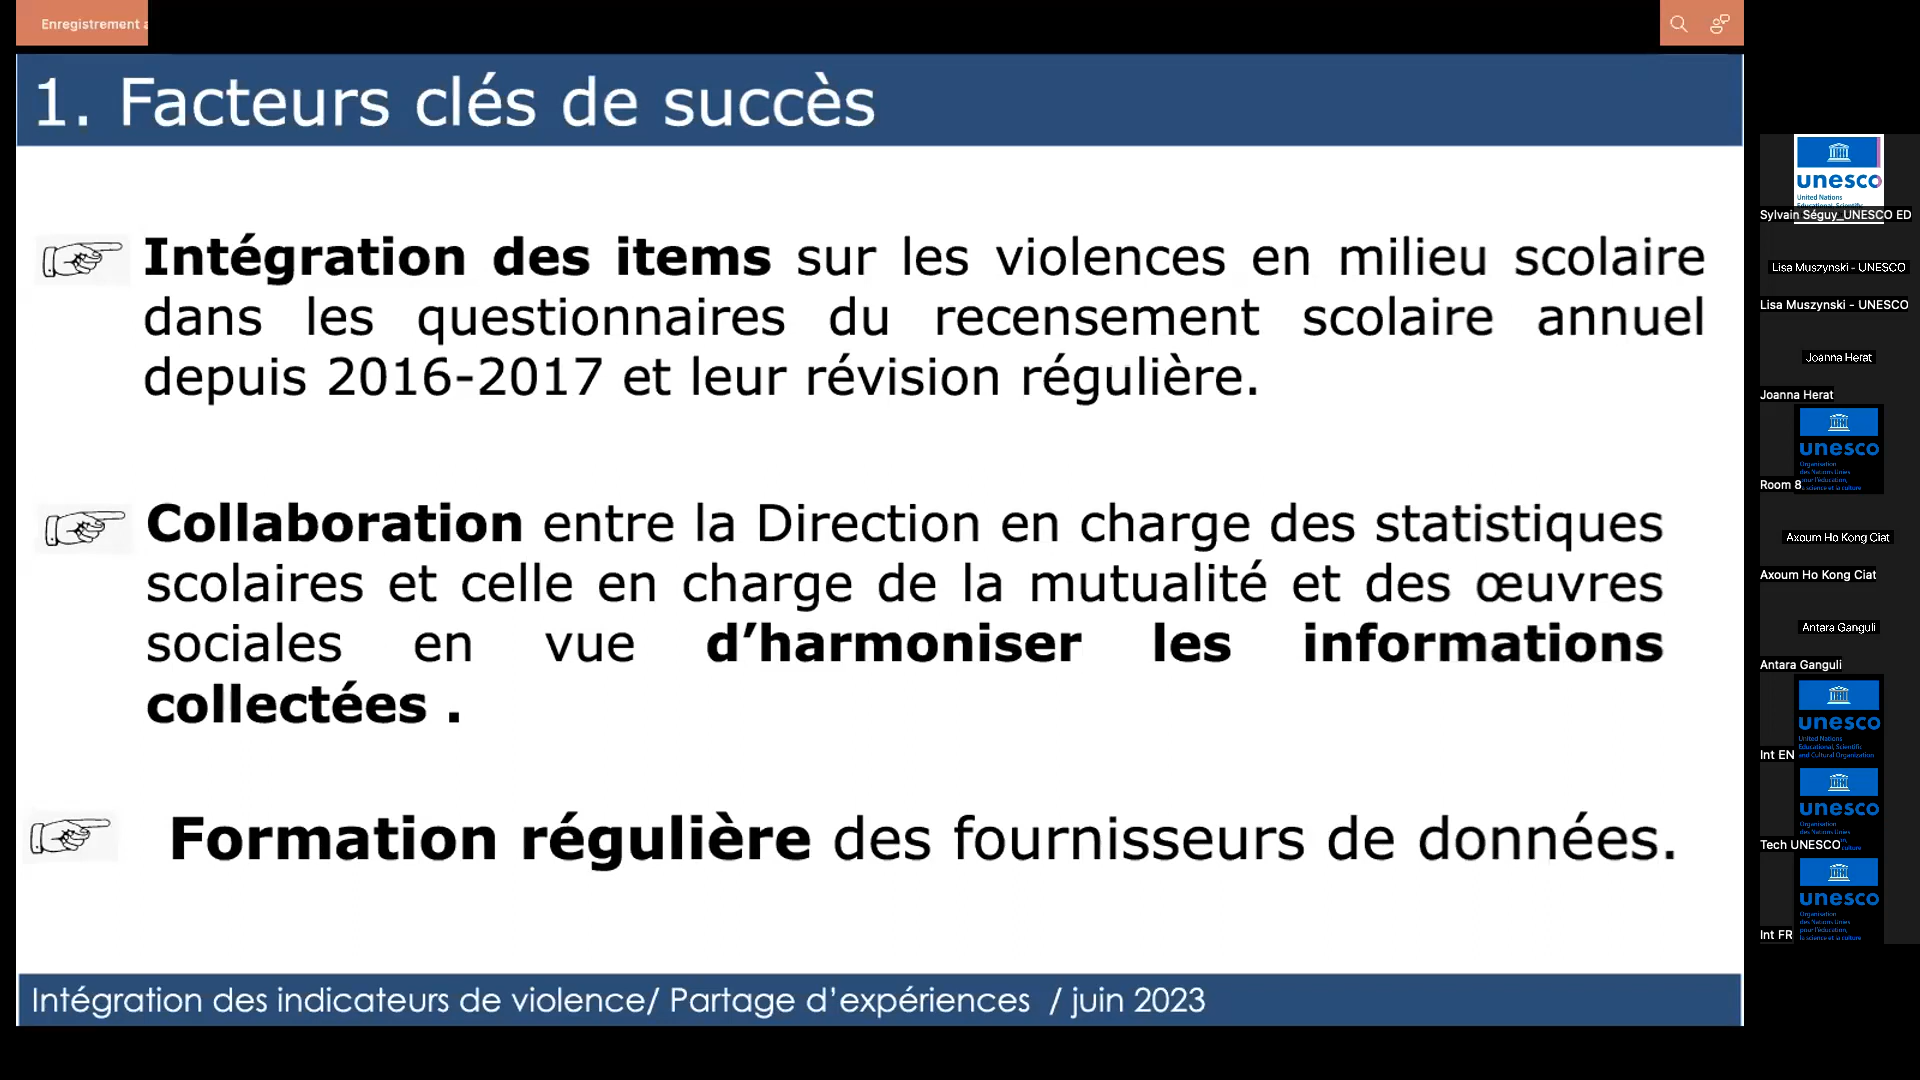 Enregistrement a
1. Facteurs clés de succès
Intégration des items sur les violences en milieu scolaire
dans les questionnaires du recensement scolaire annuel
depuis 2016-2017 et leur révision régulière.
Collaboration entre la Direction en charge des statistiques
scolaires et celle en charge de la mutualité et des œuvres
sociales en vue d’harmoniser les informations
collectées .
Formation régulière des fournisseurs de données.
Intégration des indicateurs de violence/ Partage d’expériences / juin 2023
unesco
United Nations
Sylvain Séguy_UNESCO ED
Lisa Muszynski - UNESCO
Lisa Muszynski - UNESCO
Joanna Herat
Joanna Herat
unesco
Organisation
des Nations Unies
pour l'éducation,
la science et la culture
Room 8
Axoum Ho Kong Ciat
Axoum Ho Kong Ciat
Antara Ganguli
Antara Ganguli
unesco
United Nations
Educational, Scientific
and Cultural Organization
Int EN
unesco
Organisation
des Nations Unies
Tech UNESCO
unesco
Organisation
des Nations Unies
pour l'éducation,
la science et la culture
Int FR